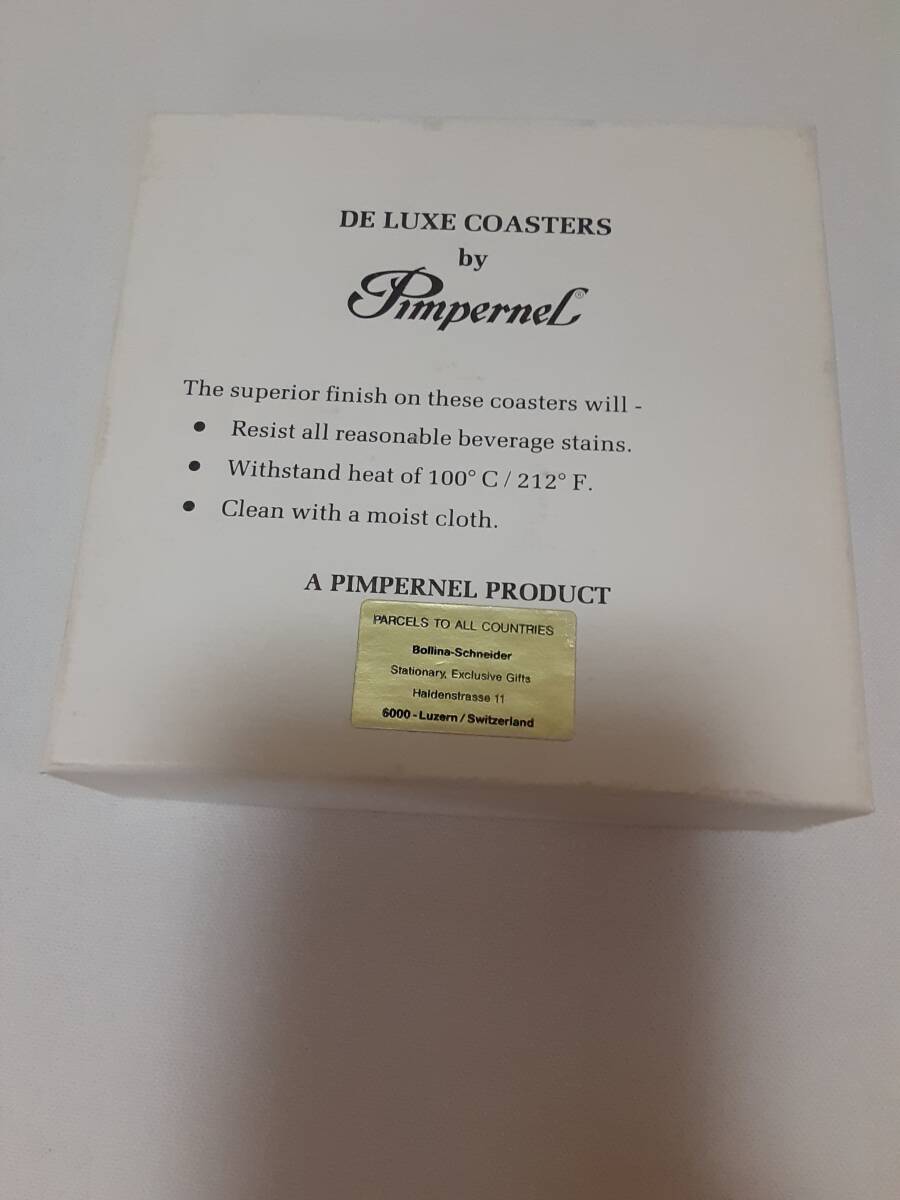 DE LUXE COASTERS
by
Pimpernel®
The superior finish on these coasters will -
● Resist all reasonable beverage stains.
● Withstand heat of 100° C / 212° F.
● Clean with a moist cloth.
A PIMPERNEL PRODUCT
PARCELS TO ALL COUNTRIES
Bollina-Schneider
Stationary, Exclusive Gifts
Haldenstrasse 11
6000 - Luzern / Switzerland